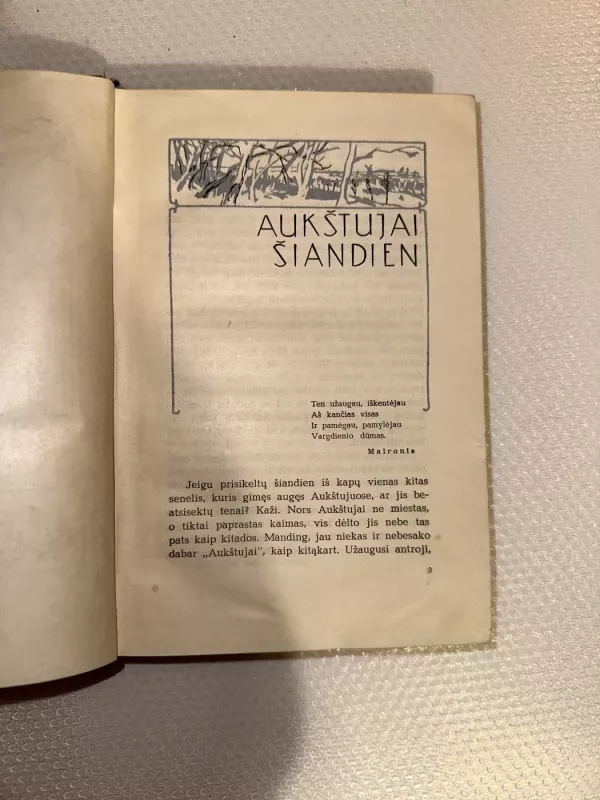 AUKŠTUJAI
ŠIANDIEN
Ten užaugau, iškentėjau
Aš kančias visas
Ir pamėgau, pamylėjau
Vargdienio dūmas.
Maironis
Jeigu prisikeltų šiandien iš kapų vienas kitas
senelis, kuris gimęs augęs Aukštujuose, ar jis be-
atsisektų tenai? Kaži. Nors Aukštujai ne miestas,
o tiktai paprastas kaimas, vis dėlto jis nebe tas
pats kaip kitados. Manding, jau niekas ir nebesako
dabar „Aukštujai", kaip kitąkart. Užaugusi antroji,
3